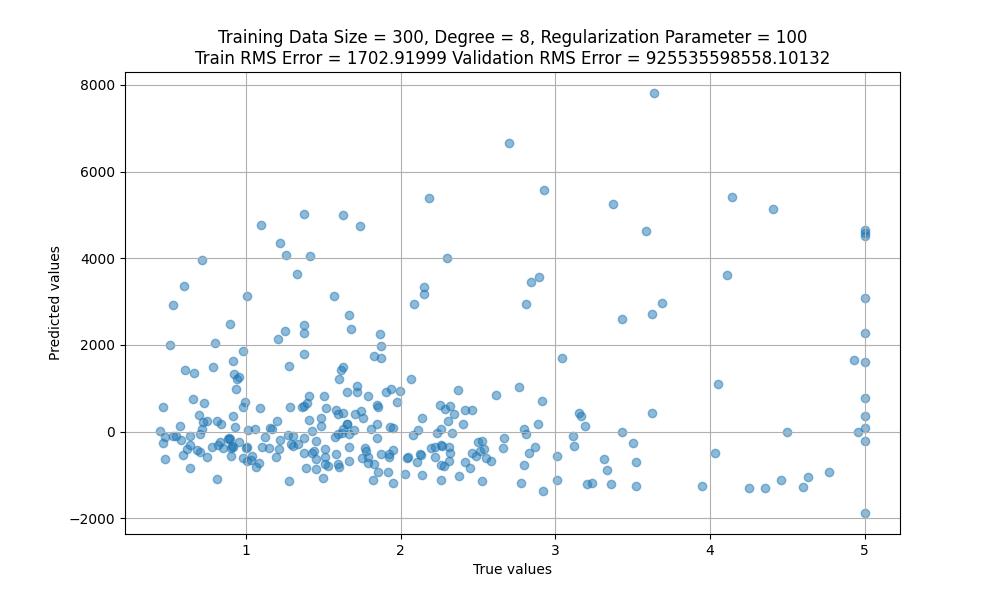 Training Data Size = 300, Degree = 8, Regularization Parameter = 100
Train RMS Error = 1702.91999 Validation RMS Error = 925535598558.10132
8000
6000
4000
2000
0
−2000
Predicted values
1 2 3 4 5
True values